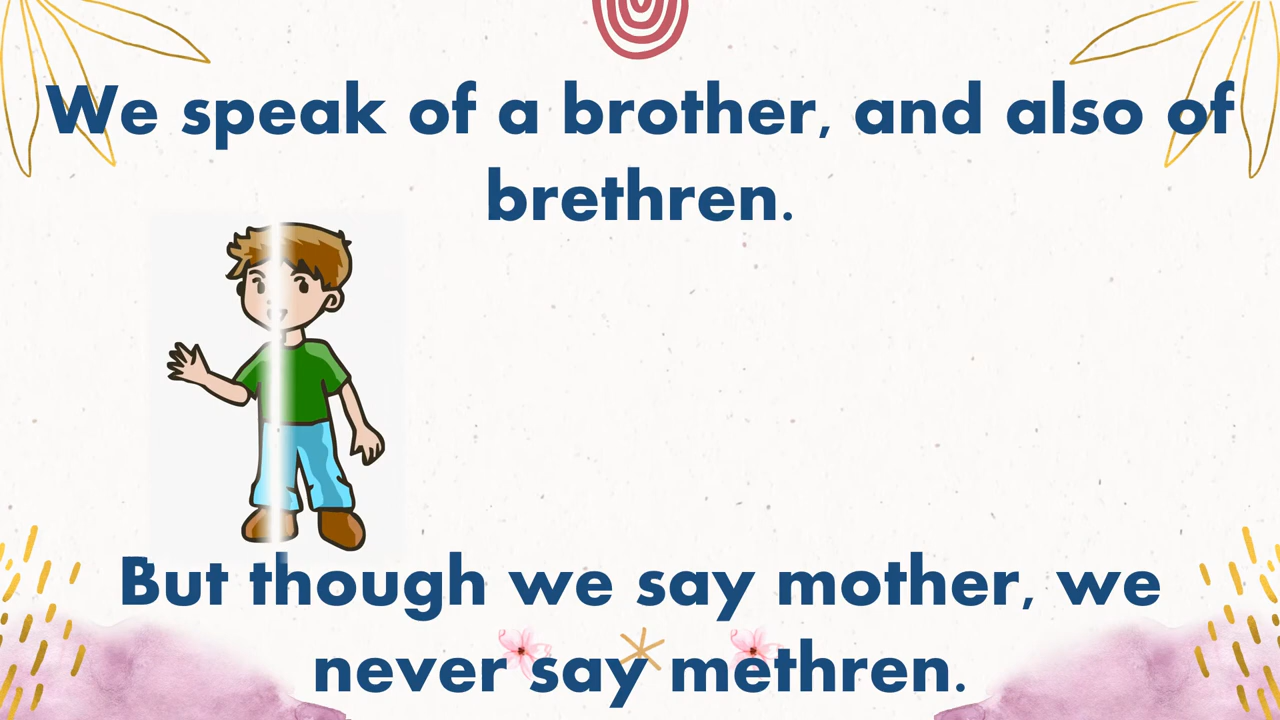 We speak of a brother, and also of
brethren.
But though we say mother, we
never say methren.